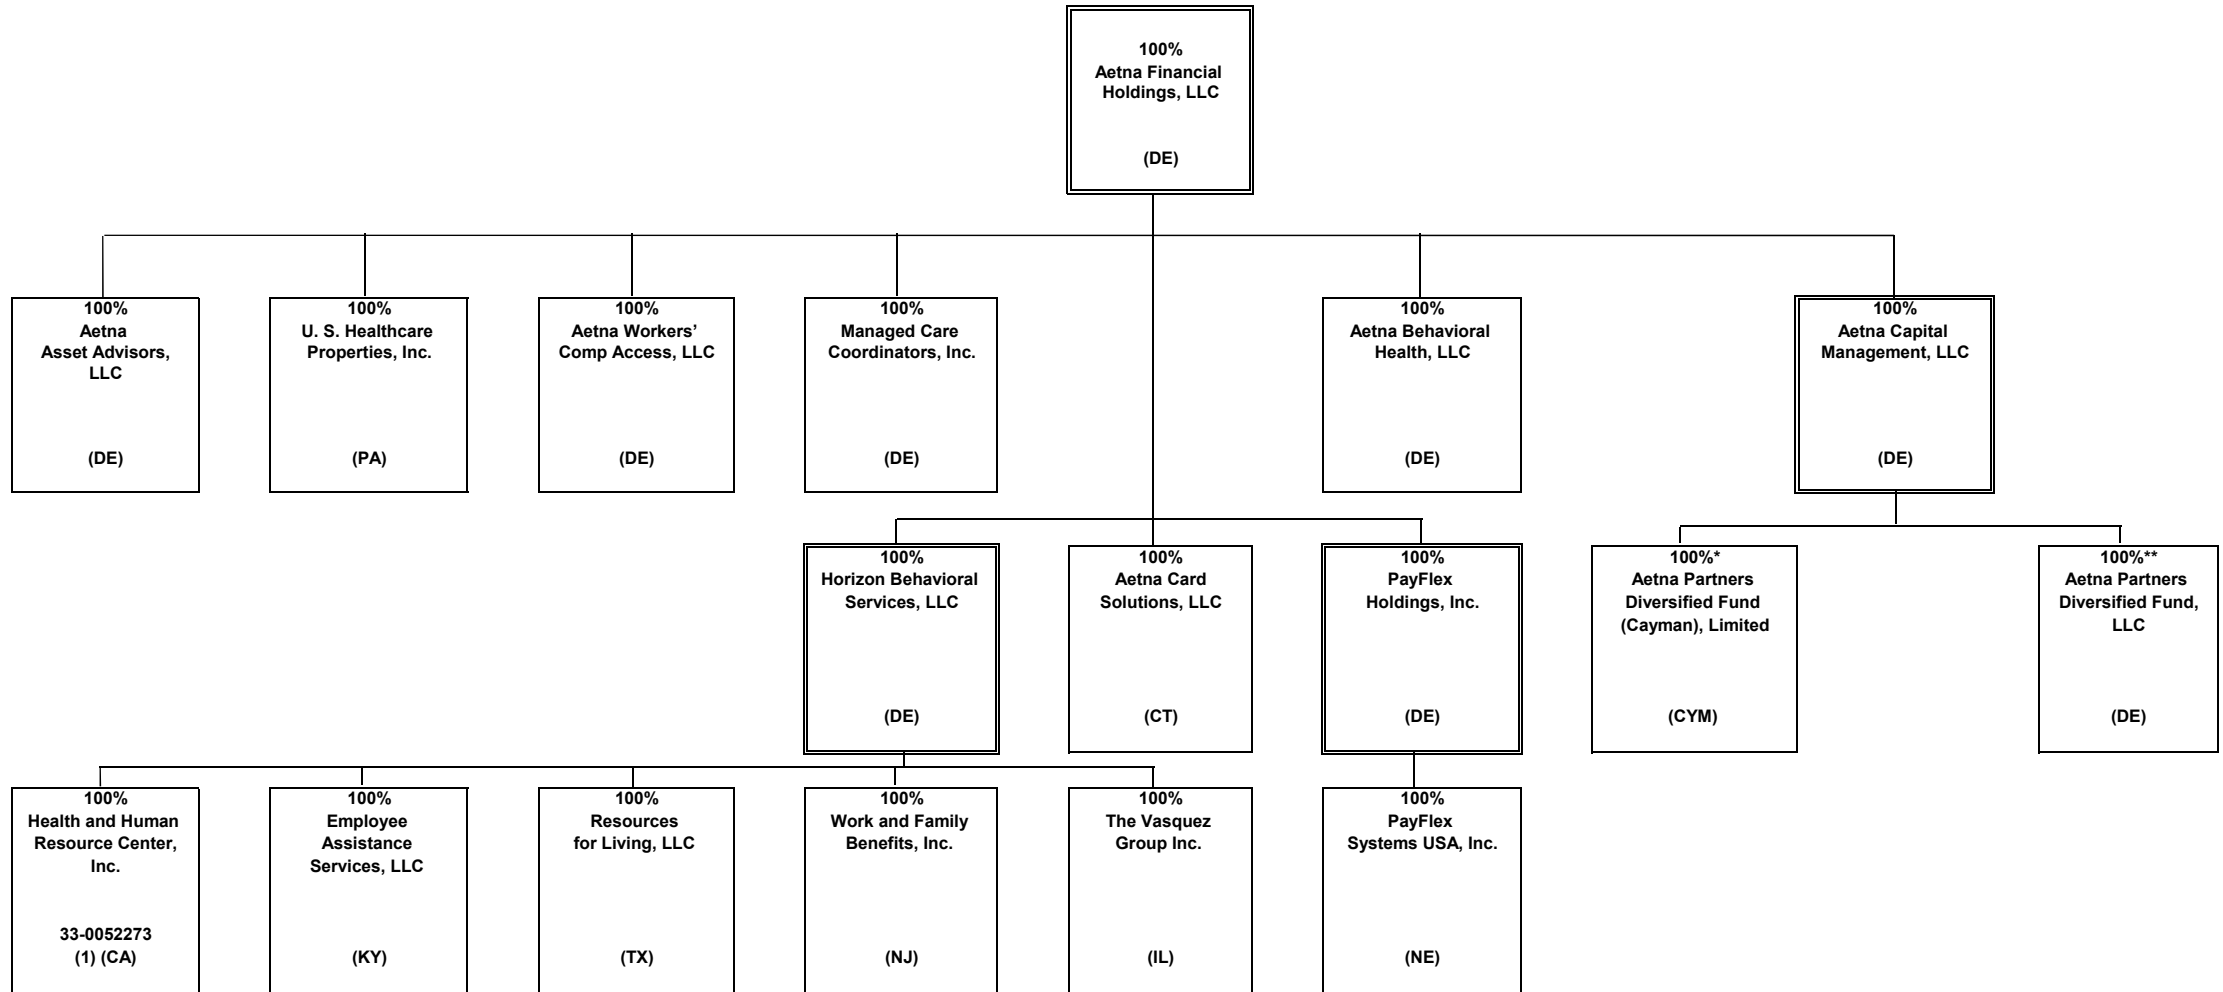 100%
Aetna Financial
Holdings, LLC
(DE)
100%
Aetna
Asset Advisors,
LLC
(DE)
100%
U. S. Healthcare
Properties, Inc.
(PA)
100%
Aetna Workers’
Comp Access, LLC
(DE)
100%
Managed Care
Coordinators, Inc.
(DE)
100%
Aetna Behavioral
Health, LLC
(DE)
100%
Aetna Capital
Management, LLC
(DE)
100%
Horizon Behavioral
Services, LLC
(DE)
100%
Aetna Card
Solutions, LLC
(CT)
100%
PayFlex
Holdings, Inc.
(DE)
100%*
Aetna Partners
Diversified Fund
(Cayman), Limited
(CYM)
100%**
Aetna Partners
Diversified Fund,
LLC
(DE)
100%
Health and Human
Resource Center,
Inc.
33-0052273
(1) (CA)
100%
Employee
Assistance
Services, LLC
(KY)
100%
Resources
for Living, LLC
(TX)
100%
Work and Family
Benefits, Inc.
(NJ)
100%
The Vasquez
Group Inc.
(IL)
100%
PayFlex
Systems USA, Inc.
(NE)